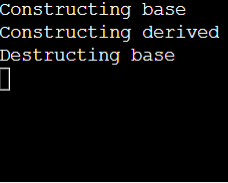 Constructing base
Constructing derived
Destructing base